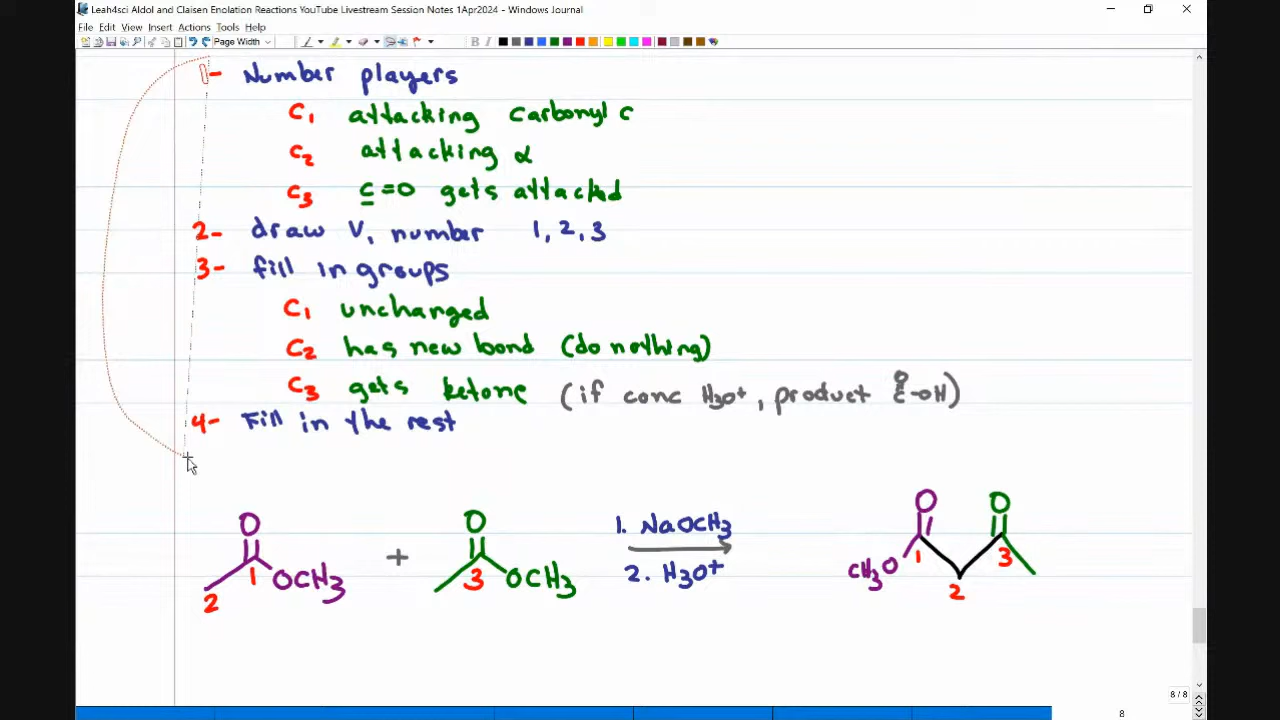 Leah4sci Aldol and Claisen Enolation Reactions YouTube Livestream Session Notes 1Apr2024 - Windows Journal
File Edit View Insert Actions Tools Help
Page Width
B I
1- Number players
C1 attacking carbonyl c
C2 attacking α
C3 C=O gets attacked
2- draw V, number 1, 2, 3
3- fill in groups
C1 unchanged
C2 has new bond (do nothing)
C3 gets ketone (if conc H3O+, product O C-OH)
4- Fill in the rest
O O 1. NaOCH3 O O
1 OCH3 + 3 OCH3 2. H3O+ CH3O 1 3
2 2
8 / 8
8